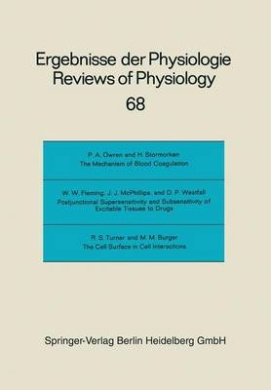 Ergebnisse der Physiologie
Reviews of Physiology
68
P. A. Owren and H. Stormorken
The Mechanism of Blood Coagulation
W. W. Fleming, J. J. McPhillips, and D. P. Westfall
Postjunctional Supersensitivity and Subsensitivity of
Excitable Tissues to Drugs
R. S. Turner and M. M. Burger
The Cell Surface in Cell Interactions
Springer-Verlag Berlin Heidelberg GmbH